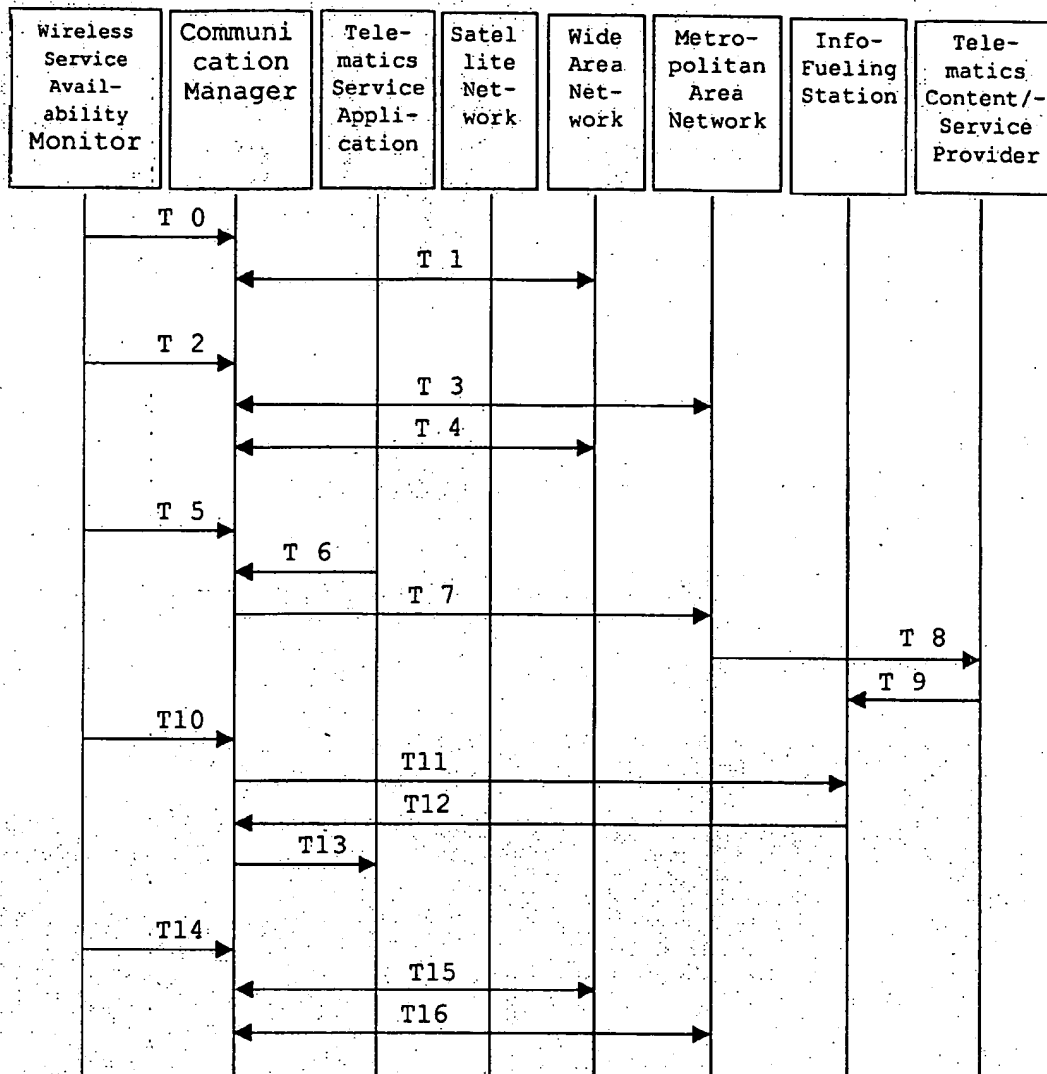 Wireless
Service
Avail-
ability
Monitor
Communi
cation
Manager
Tele-
matics
Service
Appli-
cation
Satel
lite
Net-
work
Wide
Area
Net-
work
Metro-
politan
Area
Network
Info-
Fueling
Station
Tele-
matics
Content/-
Service
Provider
T 0
T 1
T 2
T 3
T 4
T 5
T 6
T 7
T 8
T 9
T10
T11
T12
T13
T14
T15
T16